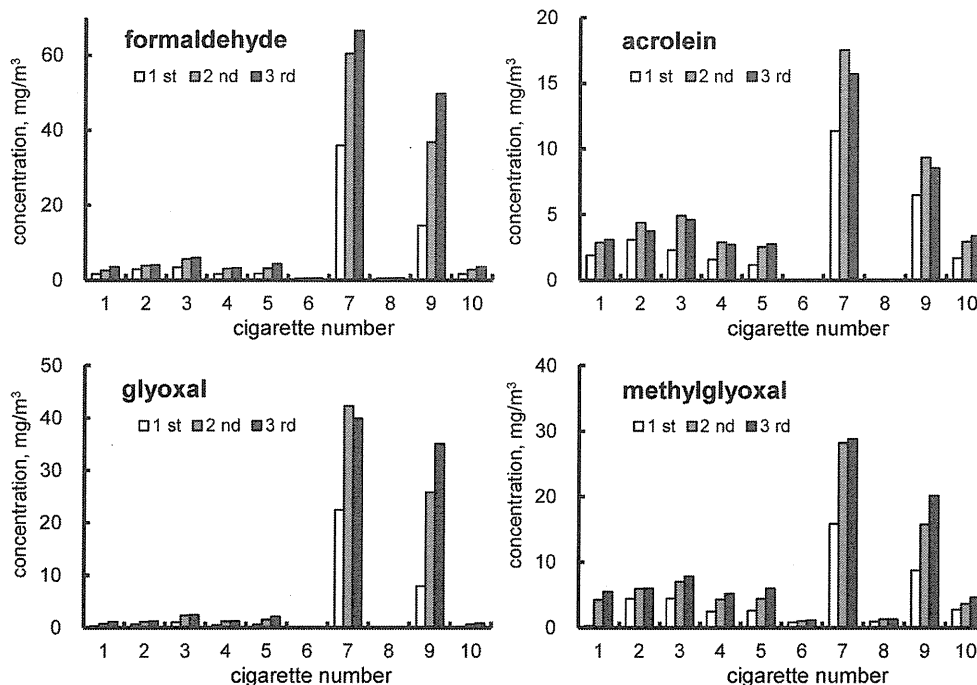 formaldehyde
1 st 2 nd 3 rd
concentration, mg/m³
60
40
20
0
1 2 3 4 5 6 7 8 9 10
cigarette number
acrolein
1 st 2 nd 3 rd
concentration, mg/m³
20
15
10
5
0
1 2 3 4 5 6 7 8 9 10
cigarette number
glyoxal
1 st 2 nd 3 rd
concentration, mg/m³
50
40
30
20
10
0
1 2 3 4 5 6 7 8 9 10
cigarette number
methylglyoxal
1 st 2 nd 3 rd
concentration, mg/m³
40
30
20
10
0
1 2 3 4 5 6 7 8 9 10
cigarette number